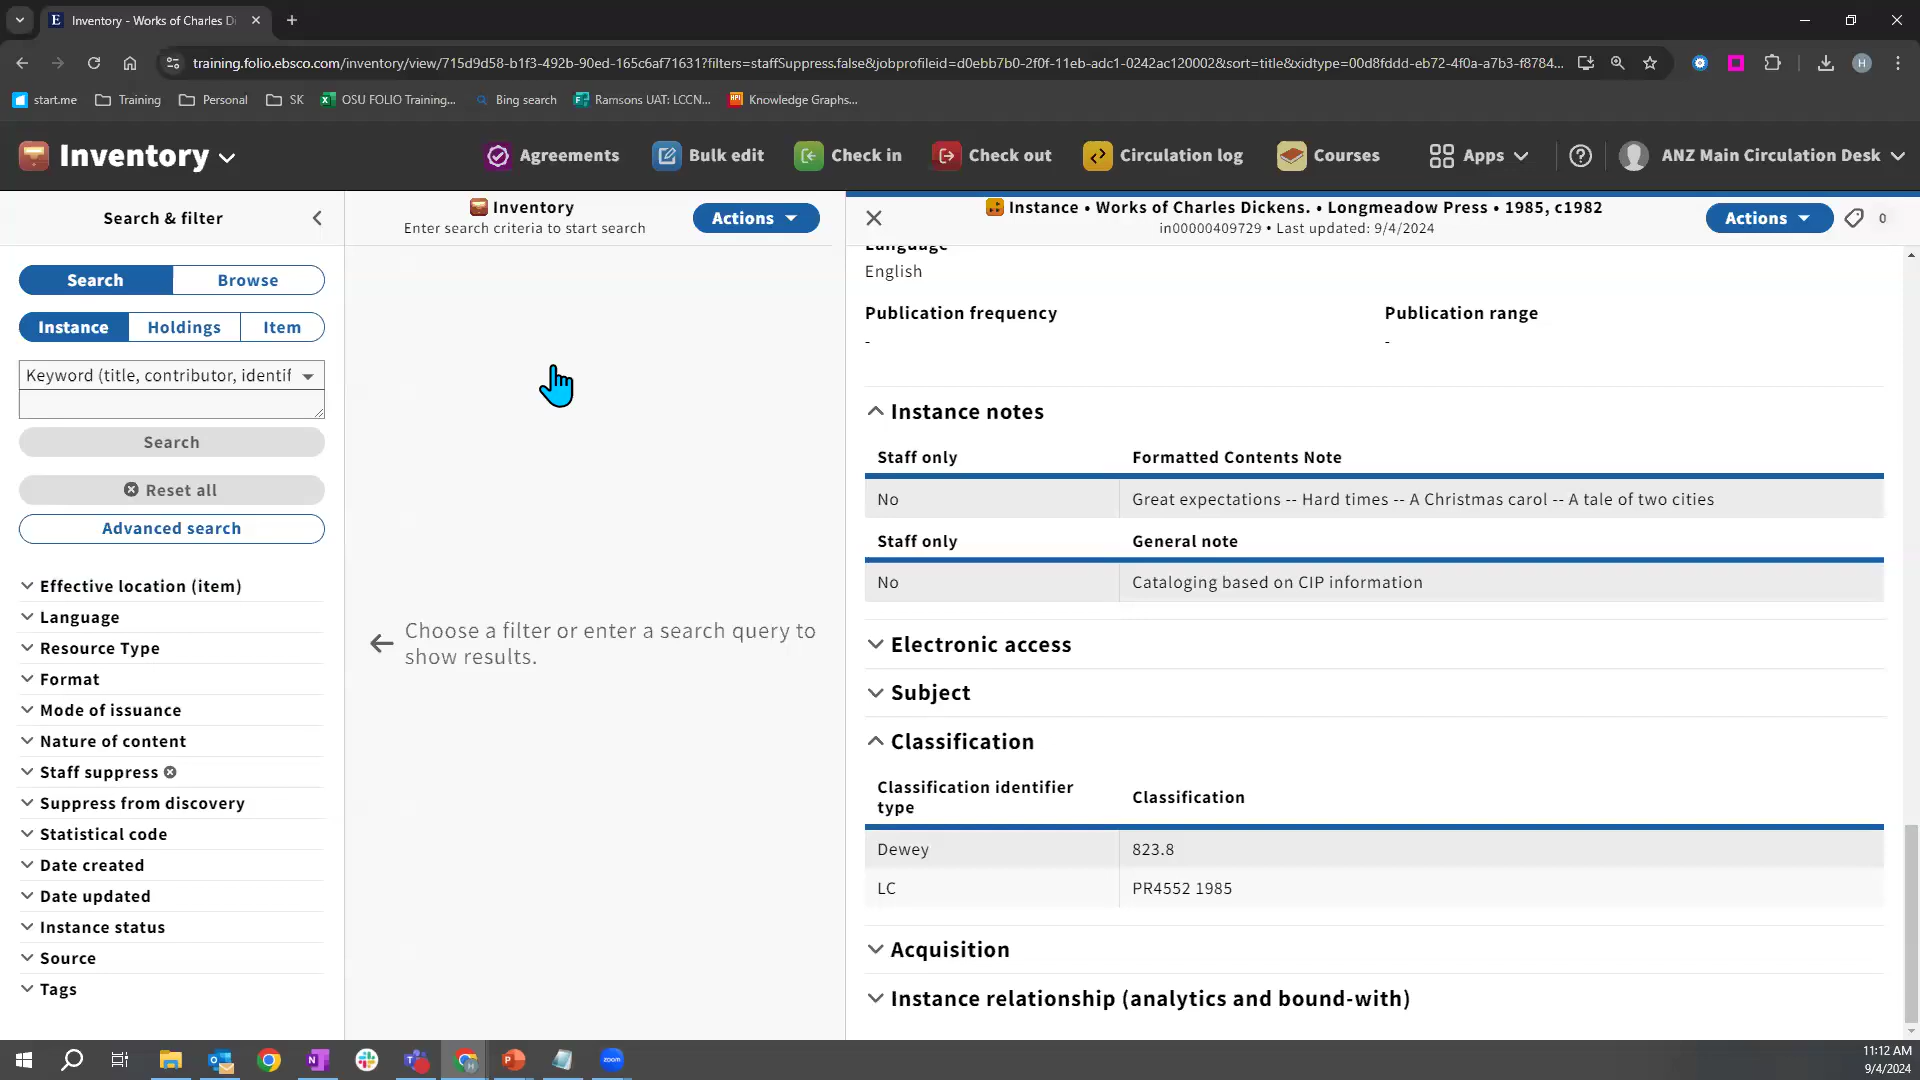 Inventory - Works of Charles Di
training.folio.ebsco.com/inventory/view/715d9d58-b1f3-492b-90ed-165c6af71631?filters=staffSuppress.false&jobprofileid=d0ebb7b0-2f0f-11eb-adc1-0242ac120002&sort=title&xidtype=00d8fddd-eb72-4f0a-a7b3-f8784...
start.me Training Personal SK OSU FOLIO Training... Bing search Ramsons UAT: LCCN... Knowledge Graphs...
Inventory Agreements Bulk edit Check in Check out Circulation log Courses Apps ANZ Main Circulation Desk
Search & filter
Search Browse
Instance Holdings Item
Keyword (title, contributor, identif
Search
Reset all
Advanced search
Effective location (item)
Language
Resource Type
Format
Mode of issuance
Nature of content
Staff suppress
Suppress from discovery
Statistical code
Date created
Date updated
Instance status
Source
Tags
Inventory
Enter search criteria to start search
Actions
Choose a filter or enter a search query to
show results.
Instance • Works of Charles Dickens. • Longmeadow Press • 1985, c1982
in00000409729 • Last updated: 9/4/2024
Actions 0
Language
English
Publication frequency Publication range
- -
Instance notes
Staff only Formatted Contents Note
No Great expectations -- Hard times -- A Christmas carol -- A tale of two cities
Staff only General note
No Cataloging based on CIP information
Electronic access
Subject
Classification
Classification identifier
type
Classification
Dewey 823.8
LC PR4552 1985
Acquisition
Instance relationship (analytics and bound-with)
zoom
11:12 AM
9/4/2024